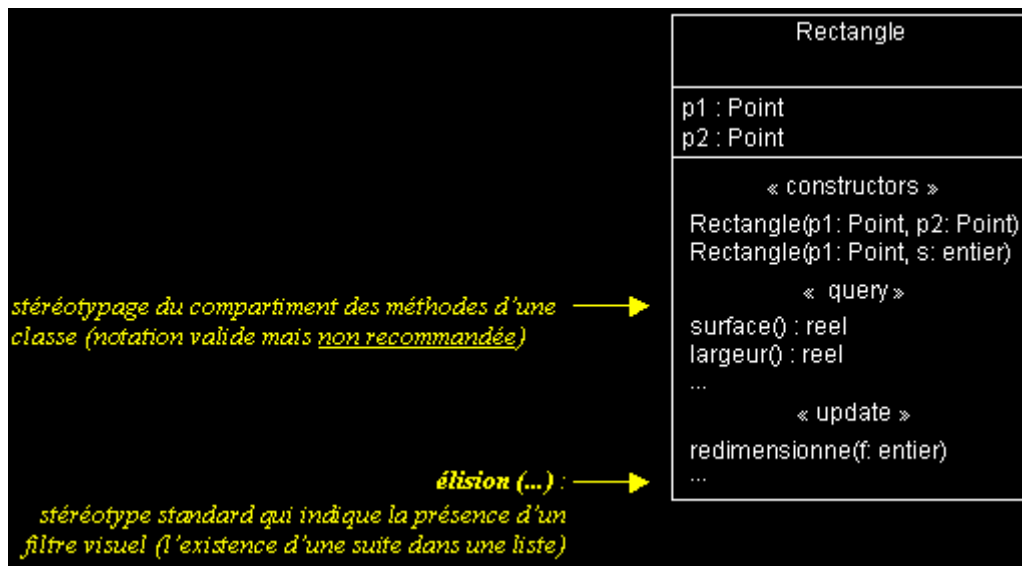 Rectangle
p1 : Point
p2 : Point
« constructors »
Rectangle(p1: Point, p2: Point)
Rectangle(p1: Point, s: entier)
« query »
surface() : reel
largeur() : reel
...
« update »
redimensionne(f: entier)
...
stéréotypage du compartiment des méthodes d'une
classe (notation valide mais non recommandée)
élision (...) :
stéréotype standard qui indique la présence d'un
filtre visuel (l'existence d'une suite dans une liste)